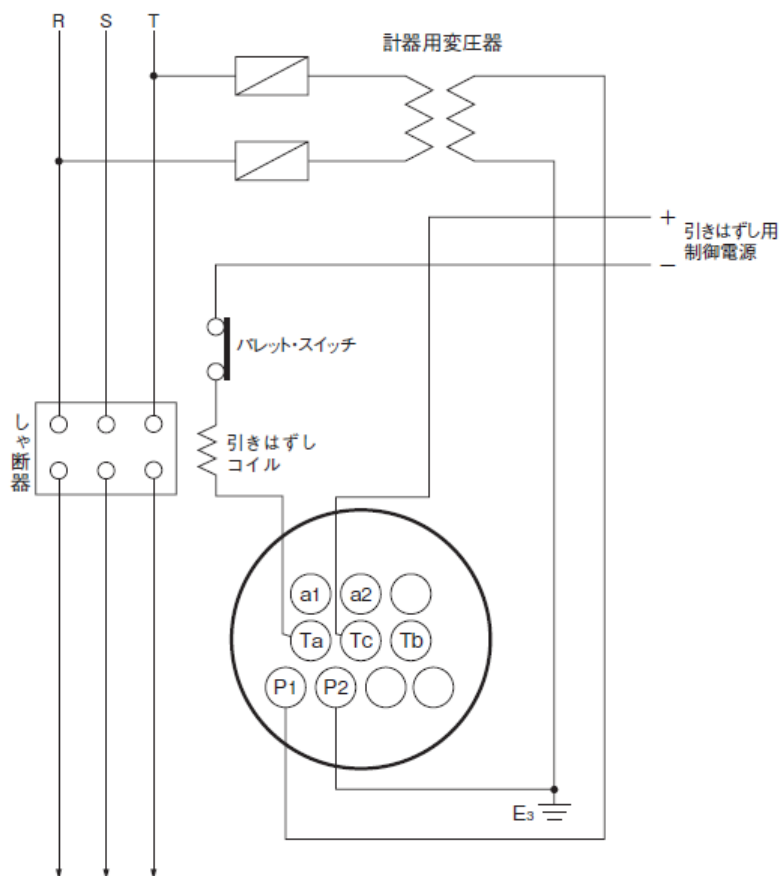 R S T
計器用変圧器
+
引きはずし用
制御電源
−
パレット・スイッチ
しゃ断器
引きはずし
コイル
a1 a2
Ta Tc Tb
P1 P2
E3